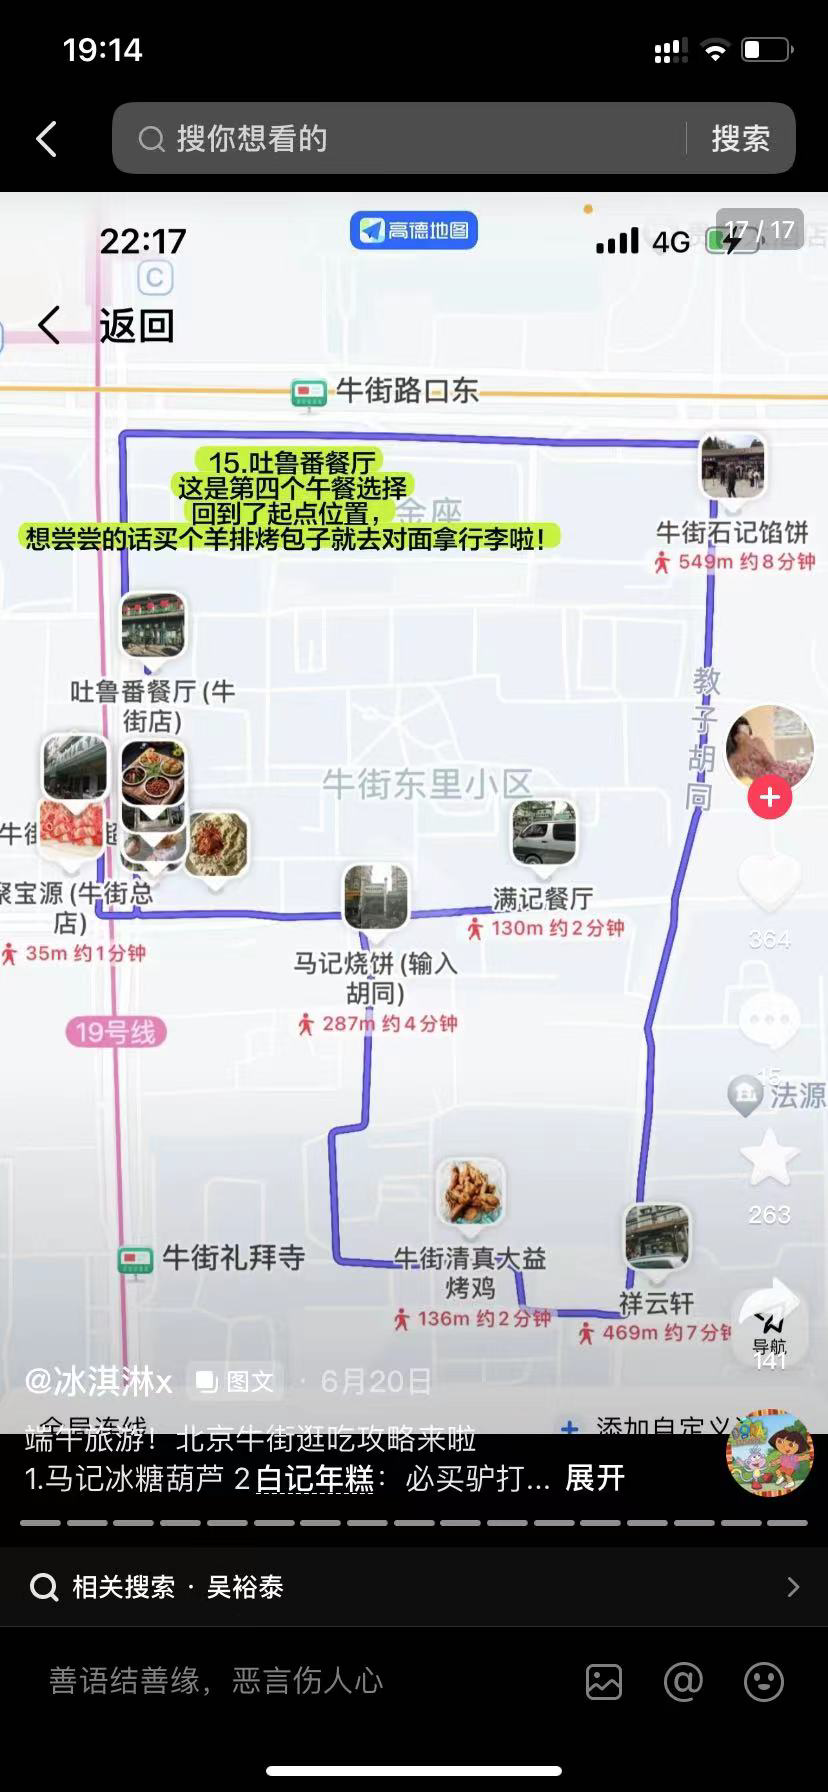 19:14
搜你想看的
搜索
22:17
高德地图
4G
17 / 17
C
返回
牛街路口东
15.吐鲁番餐厅
这是第四个午餐选择
回到了起点位置，
想尝尝的话买个羊排烤包子就去对面拿行李啦！
金座
牛街石记馅饼
549m 约8分钟
吐鲁番餐厅(牛
街店)
教子胡同
牛街东里小区
牛街
超
聚宝源(牛街总
店)
35m 约1分钟
满记餐厅
130m 约2分钟
马记烧饼(输入
胡同)
287m 约4分钟
364
19号线
15
法源
263
牛街礼拜寺
牛街清真大益
烤鸡
136m 约2分钟
祥云轩
469m 约7分钟
导航
141
@冰淇淋x
图文
· 6月20日
全局连线
添加自定义
端午旅游！北京牛街逛吃攻略来啦
1.马记冰糖葫芦 2白记年糕：必买驴打... 展开
DORA
相关搜索 · 吴裕泰
善语结善缘，恶言伤人心